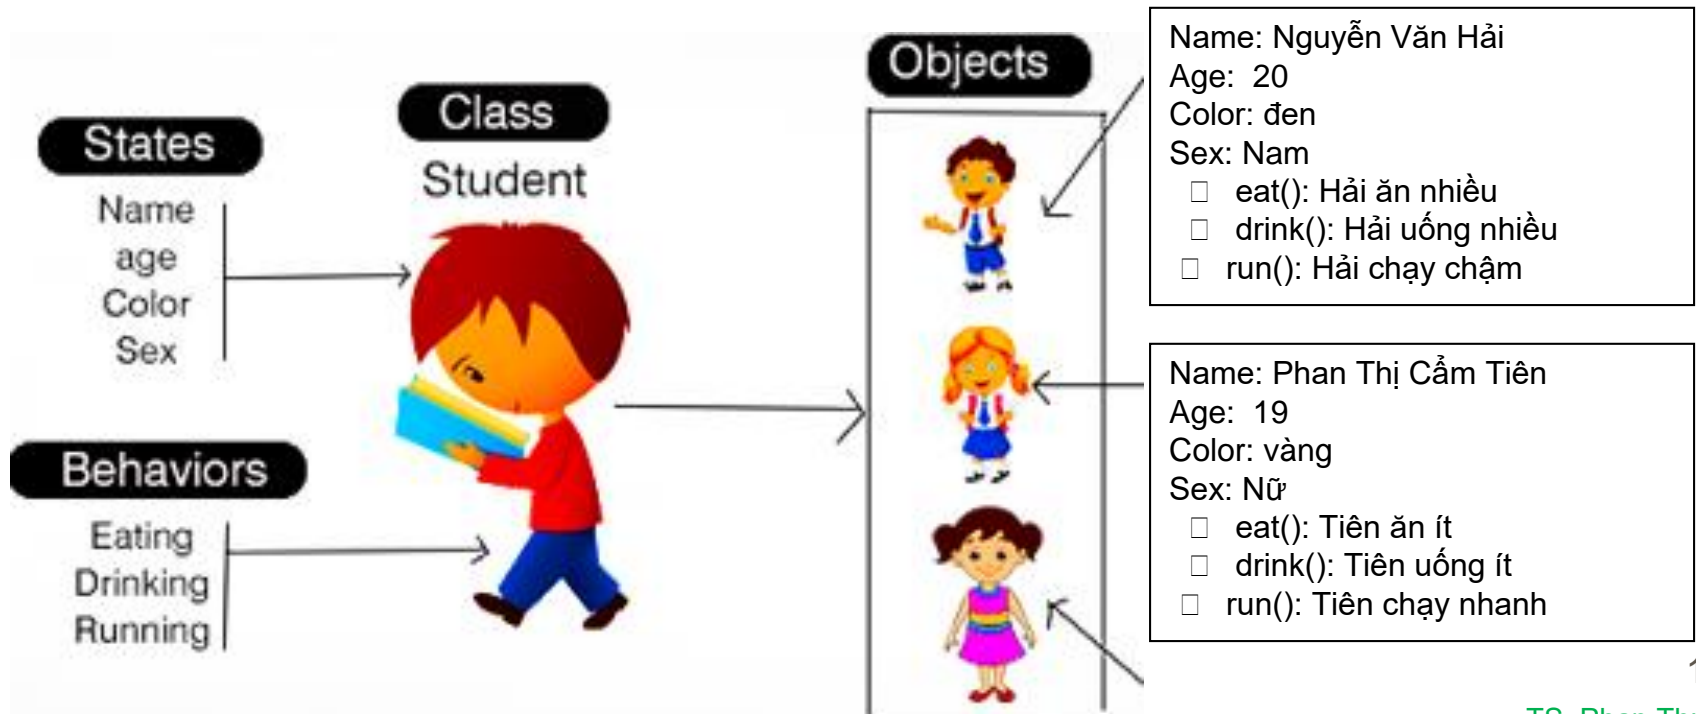 States
Name
age
Color
Sex
Behaviors
Eating
Drinking
Running
Class
Student
Objects
Name: Nguyễn Văn Hải
Age: 20
Color: đen
Sex: Nam
eat(): Hải ăn nhiều
drink(): Hải uống nhiều
run(): Hải chạy chậm
Name: Phan Thị Cẩm Tiên
Age: 19
Color: vàng
Sex: Nữ
eat(): Tiên ăn ít
drink(): Tiên uống ít
run(): Tiên chạy nhanh